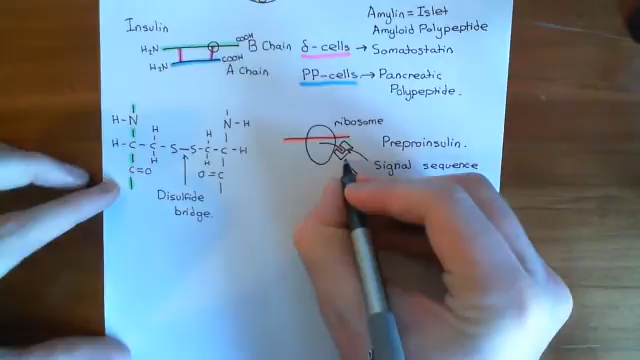 Insulin
H₂N COOH B Chain
H₂N COOH
A Chain
Amylin = Islet
Amyloid Polypeptide
δ-cells → Somatostatin
PP-cells → Pancreatic
Polypeptide.
H-N
H
N-H
H-C-C-S-S-C-C-H
H
H
H
C=O
O=C
Disulfide
bridge.
ribosome
Preproinsulin.
Signal sequence